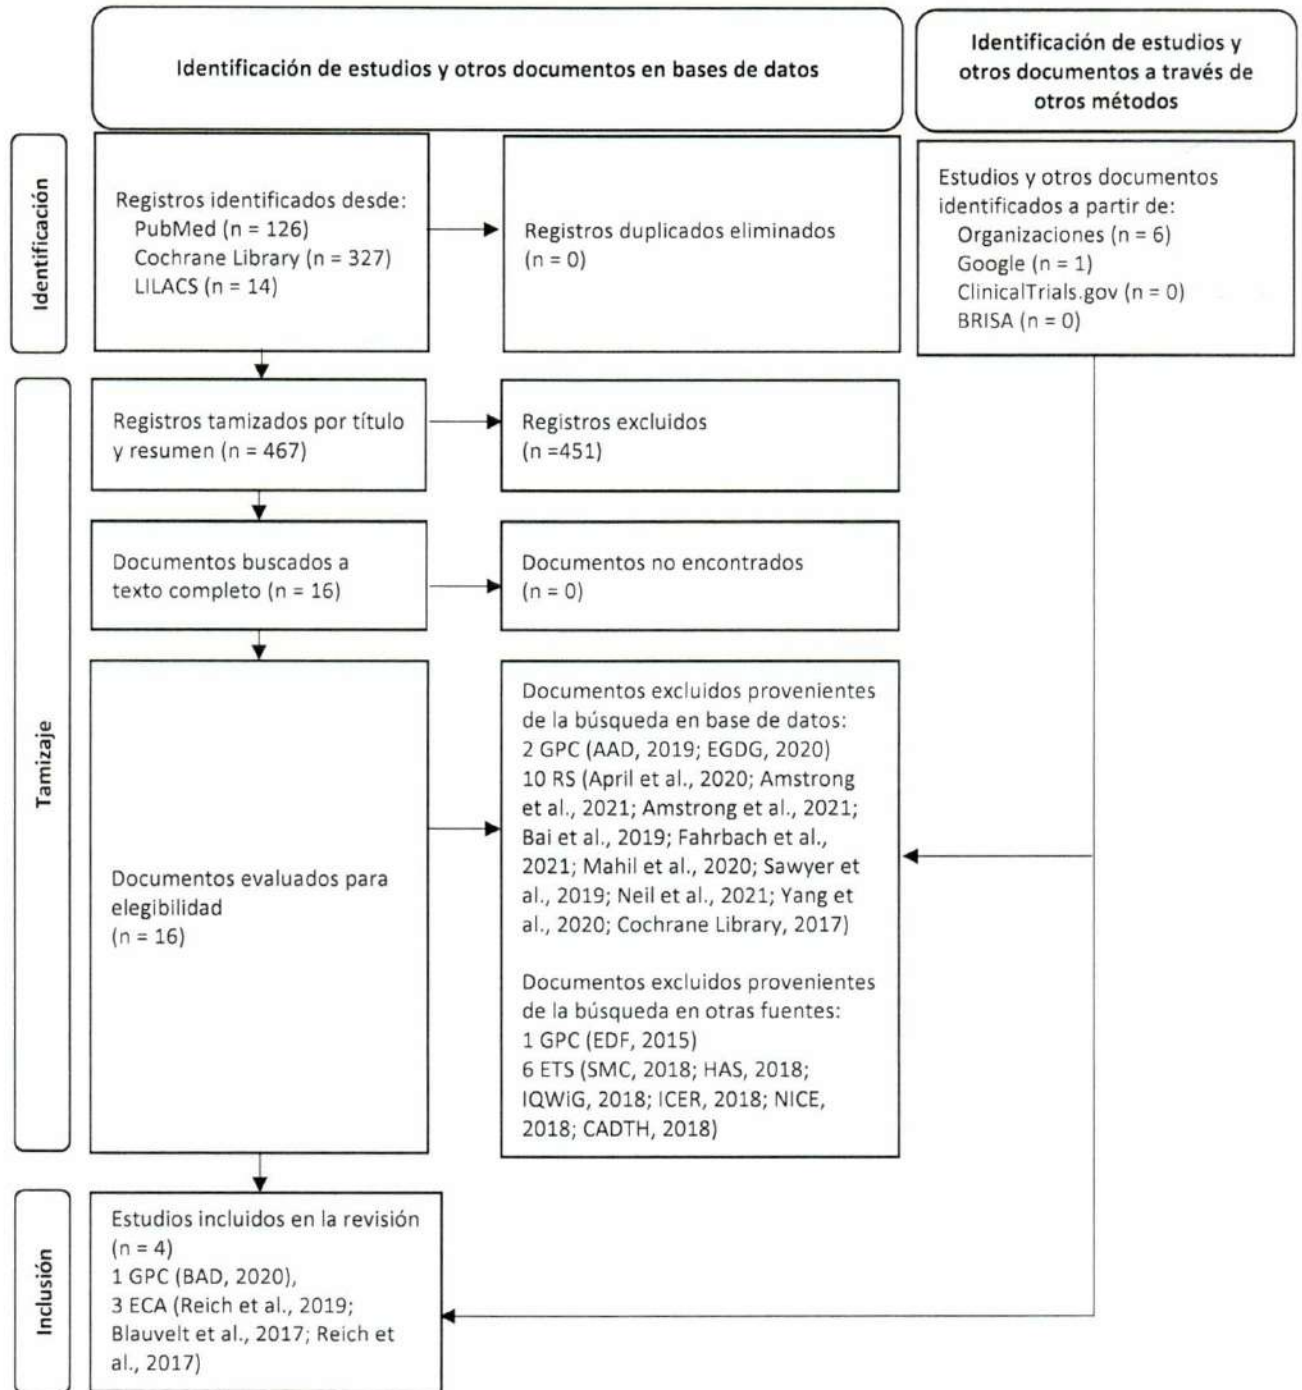 Identificación de estudios y otros documentos en bases de datos
Identificación de estudios y
otros documentos a través de
otros métodos
Identificación
Registros identificados desde:
PubMed (n = 126)
Cochrane Library (n = 327)
LILACS (n = 14)
Registros duplicados eliminados
(n = 0)
Estudios y otros documentos
identificados a partir de:
Organizaciones (n = 6)
Google (n = 1)
ClinicalTrials.gov (n = 0)
BRISA (n = 0)
Tamizaje
Registros tamizados por título
y resumen (n = 467)
Registros excluidos
(n =451)
Documentos buscados a
texto completo (n = 16)
Documentos no encontrados
(n = 0)
Documentos evaluados para
elegibilidad
(n = 16)
Documentos excluidos provenientes
de la búsqueda en base de datos:
2 GPC (AAD, 2019; EGDG, 2020)
10 RS (April et al., 2020; Amstrong
et al., 2021; Amstrong et al., 2021;
Bai et al., 2019; Fahrbach et al.,
2021; Mahil et al., 2020; Sawyer et
al., 2019; Neil et al., 2021; Yang et
al., 2020; Cochrane Library, 2017)
Documentos excluidos provenientes
de la búsqueda en otras fuentes:
1 GPC (EDF, 2015)
6 ETS (SMC, 2018; HAS, 2018;
IQWiG, 2018; ICER, 2018; NICE,
2018; CADTH, 2018)
Inclusión
Estudios incluidos en la revisión
(n = 4)
1 GPC (BAD, 2020),
3 ECA (Reich et al., 2019;
Blauvelt et al., 2017; Reich et
al., 2017)